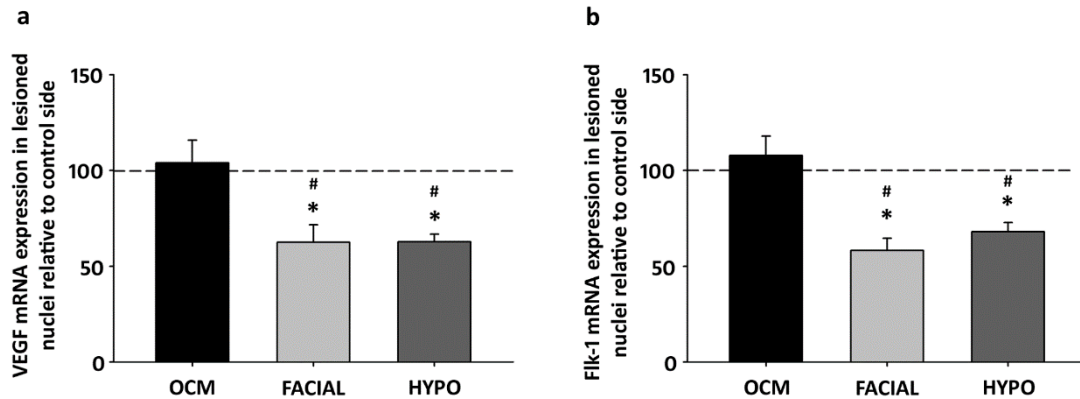 a
VEGF mRNA expression in lesioned
nuclei relative to control side
150
100
50
0
#
*
#
*
OCM FACIAL HYPO
b
Flk-1 mRNA expression in lesioned
nuclei relative to control side
150
100
50
0
#
*
#
*
OCM FACIAL HYPO